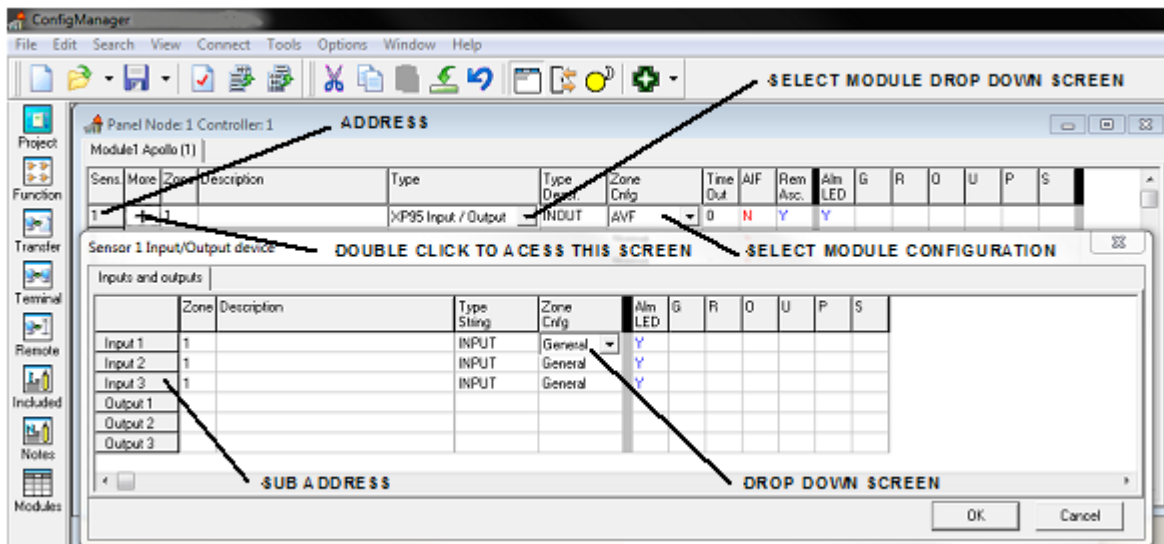 ConfigManager
File Edit Search View Connect Tools Options Window Help
SELECT MODULE DROP DOWN SCREEN
Project
Function
Transfer
Terminal
Remote
Included
Notes
Modules
Panel Node: 1 Controller: 1
ADDRESS
Module1 Apollo (1)
Sens. More Zone Description Type Type Descr. Zone Cnfg Time Out AIF Rem Asc. Alm LED G R O U P S
1 + 1 XP95 Input / Output INOUT AVF 0 N Y Y
Sensor 1 Input/Output device
DOUBLE CLICK TO ACESS THIS SCREEN
SELECT MODULE CONFIGURATION
Inputs and outputs
Zone Description Type String Zone Cnfg Alm LED G R O U P S
Input 1 1 INPUT General Y
Input 2 1 INPUT General Y
Input 3 1 INPUT General Y
Output 1
Output 2
Output 3
SUB ADDRESS
DROP DOWN SCREEN
OK Cancel